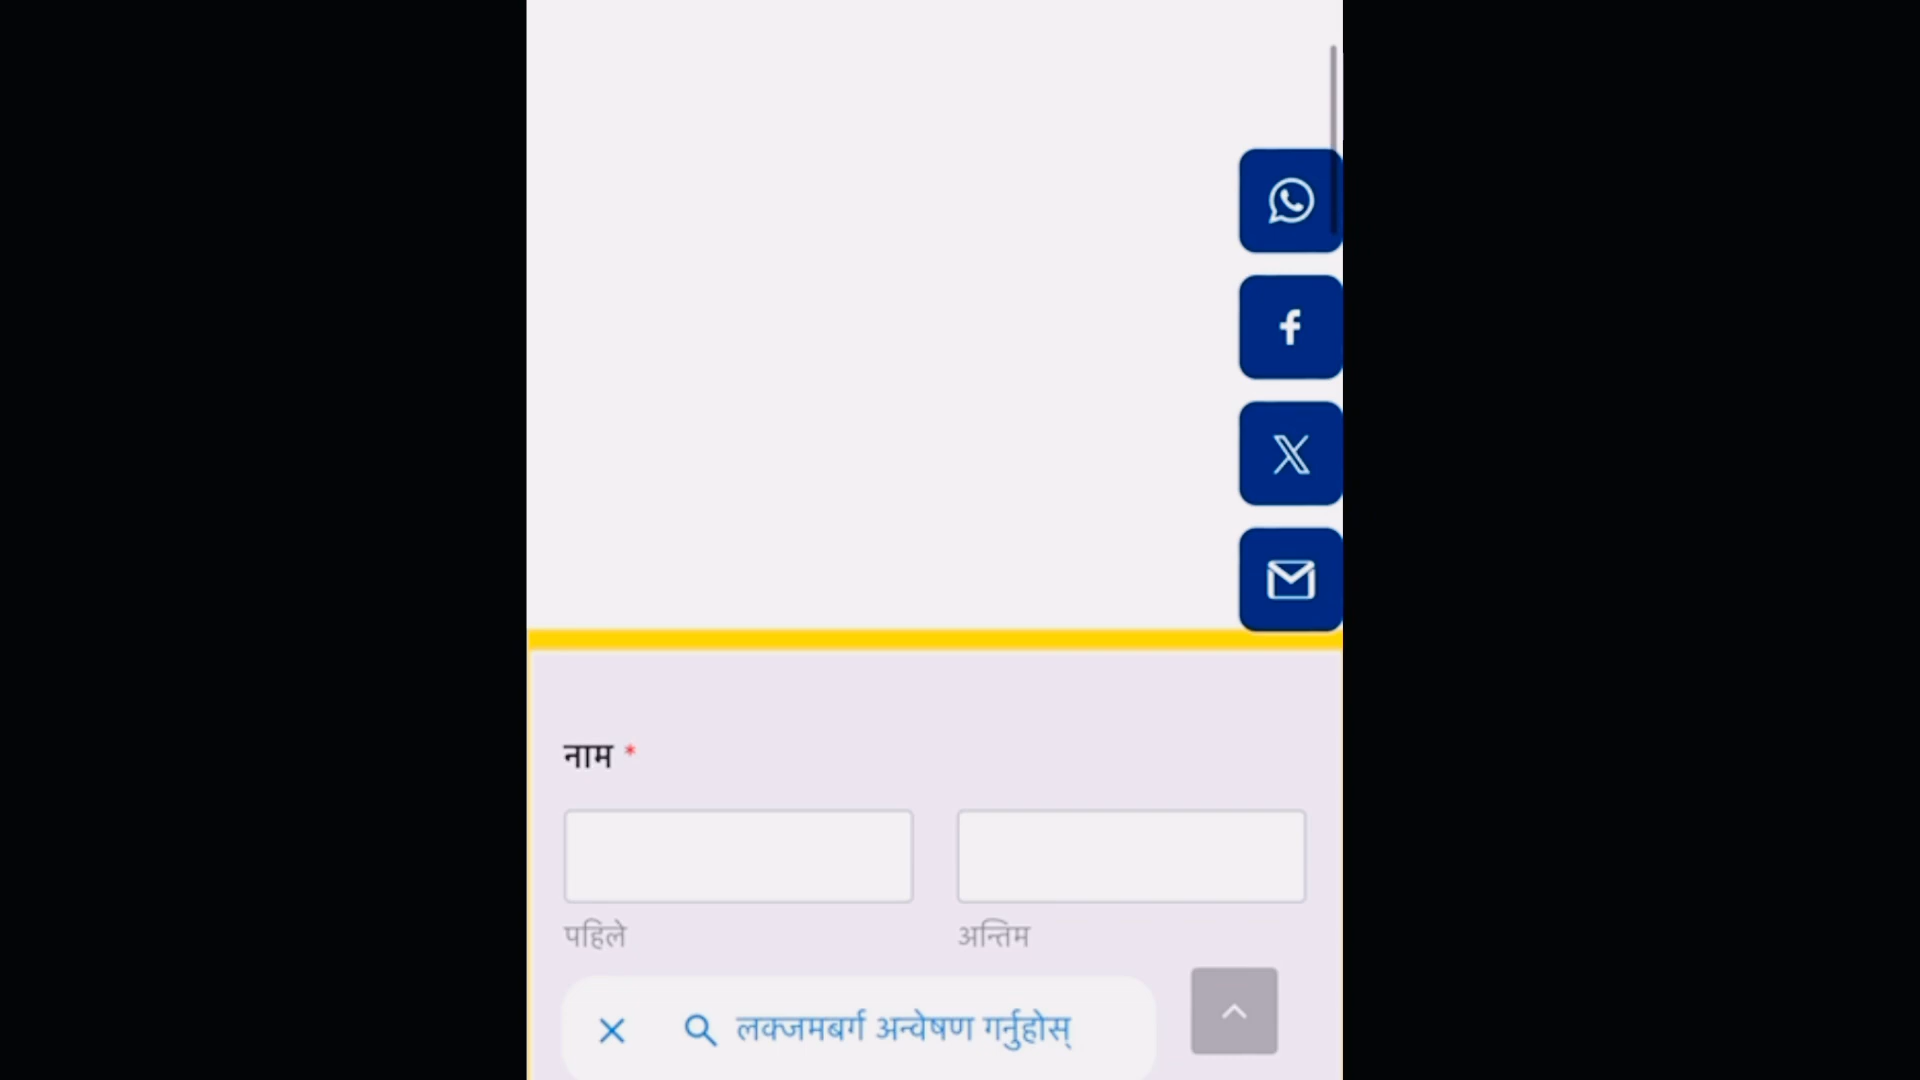 नाम *
पहिले
अन्तिम
लक्जमबर्ग अन्वेषण गर्नुहोस्